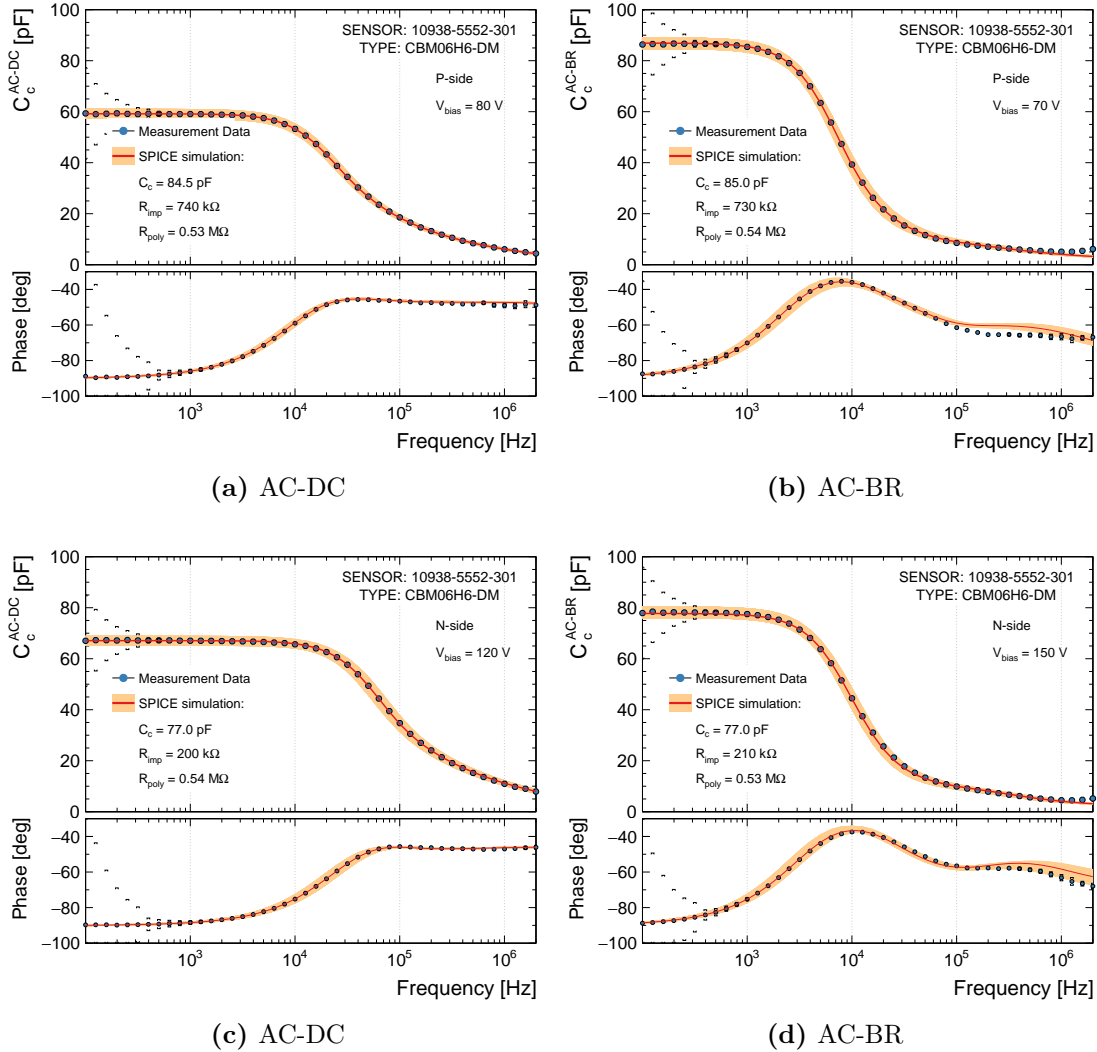 C_c^AC-DC [pF]
100
80
60
40
20
0
SENSOR: 10938-5552-301
TYPE: CBM06H6-DM
P-side
V_bias = 80 V
Measurement Data
SPICE simulation:
C_c = 84.5 pF
R_imp = 740 kΩ
R_poly = 0.53 MΩ
Phase [deg]
−40
−60
−80
−100
10^3
10^4
10^5
10^6
Frequency [Hz]
(a) AC-DC
C_c^AC-BR [pF]
100
80
60
40
20
0
SENSOR: 10938-5552-301
TYPE: CBM06H6-DM
P-side
V_bias = 70 V
Measurement Data
SPICE simulation:
C_c = 85.0 pF
R_imp = 730 kΩ
R_poly = 0.54 MΩ
Phase [deg]
−40
−60
−80
−100
10^3
10^4
10^5
10^6
Frequency [Hz]
(b) AC-BR
C_c^AC-DC [pF]
100
80
60
40
20
0
SENSOR: 10938-5552-301
TYPE: CBM06H6-DM
N-side
V_bias = 120 V
Measurement Data
SPICE simulation:
C_c = 77.0 pF
R_imp = 200 kΩ
R_poly = 0.54 MΩ
Phase [deg]
−40
−60
−80
−100
10^3
10^4
10^5
10^6
Frequency [Hz]
(c) AC-DC
C_c^AC-BR [pF]
100
80
60
40
20
0
SENSOR: 10938-5552-301
TYPE: CBM06H6-DM
N-side
V_bias = 150 V
Measurement Data
SPICE simulation:
C_c = 77.0 pF
R_imp = 210 kΩ
R_poly = 0.53 MΩ
Phase [deg]
−40
−60
−80
−100
10^3
10^4
10^5
10^6
Frequency [Hz]
(d) AC-BR